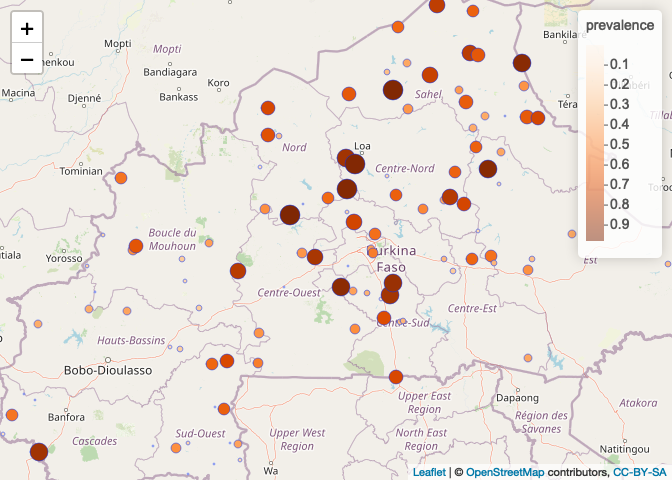 +
−
prevalence
0.1
0.2
0.3
0.4
0.5
0.6
0.7
0.8
0.9
Mopti
Mopti
Bandiagara
Koro
Bankass
Macina
Djenné
Bankilaré
Sahel
Nord
Loa
Centre-Nord
Tominian
Boucle du
Mouhoun
Yorosso
Burkina
Faso
Est
Centre-Ouest
Centre-Est
Centre-Sud
Hauts-Bassins
Bobo-Dioulasso
Banfora
Cascades
Sud-Ouest
Upper East
Region
Upper West
Region
North East
Region
Wa
Dapaong
Région des
Savanes
Atakora
Natitingou
Leaflet | © OpenStreetMap contributors, CC-BY-SA